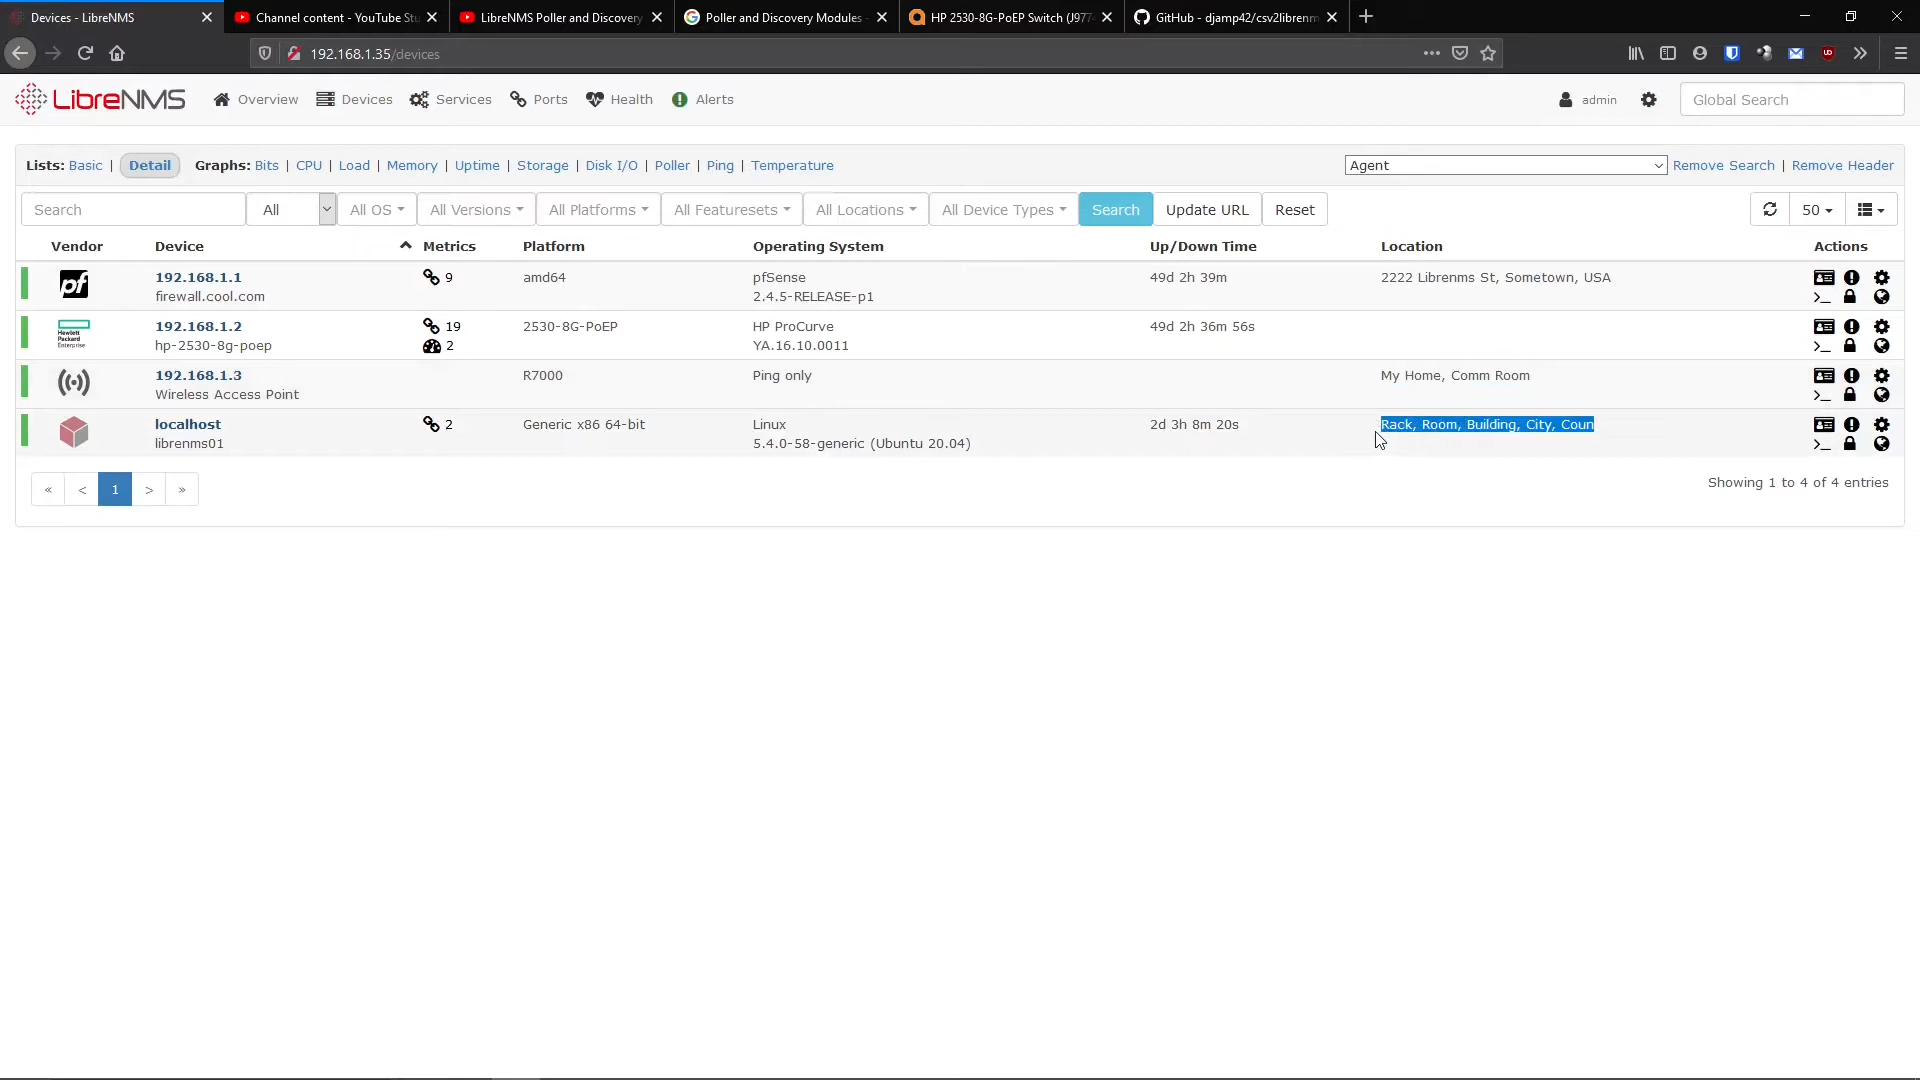 Devices - LibreNMS
Channel content - YouTube Stu
LibreNMS Poller and Discovery
Poller and Discovery Modules -
HP 2530-8G-PoEP Switch (J977
GitHub - djamp42/csv2librenm
192.168.1.35/devices
LibreNMS
Overview
Devices
Services
Ports
Health
Alerts
admin
Global Search
Lists: Basic | Detail Graphs: Bits | CPU | Load | Memory | Uptime | Storage | Disk I/O | Poller | Ping | Temperature
Agent
Remove Search | Remove Header
Search
All
All OS
All Versions
All Platforms
All Featuresets
All Locations
All Device Types
Search
Update URL
Reset
50
Vendor Device Metrics Platform Operating System Up/Down Time Location Actions
pf 192.168.1.1 9 amd64 pfSense 49d 2h 39m 2222 Librenms St, Sometown, USA
firewall.cool.com 2.4.5-RELEASE-p1
Hewlett Packard Enterprise 192.168.1.2 19 2530-8G-PoEP HP ProCurve 49d 2h 36m 56s
hp-2530-8g-poep 2 YA.16.10.0011
192.168.1.3 R7000 Ping only My Home, Comm Room
Wireless Access Point
localhost 2 Generic x86 64-bit Linux 2d 3h 8m 20s Rack, Room, Building, City, Coun
librenms01 5.4.0-58-generic (Ubuntu 20.04)
« < 1 > »
Showing 1 to 4 of 4 entries